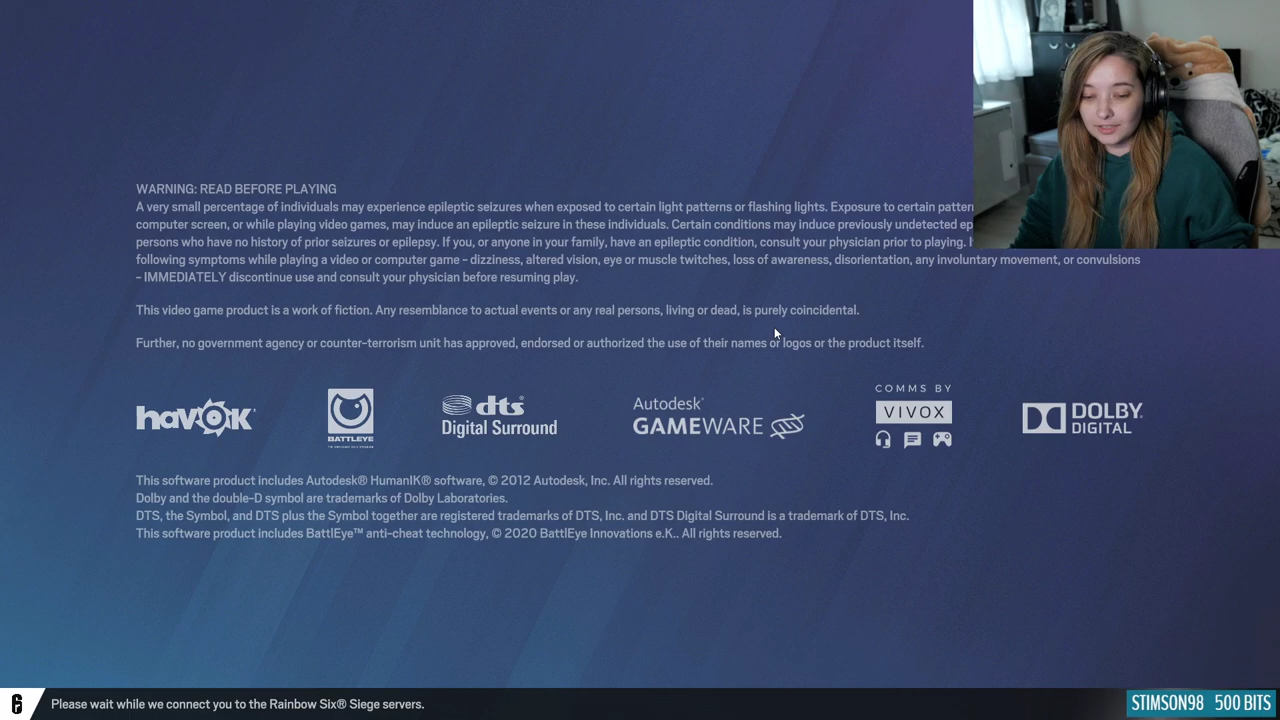 WARNING: READ BEFORE PLAYING
A very small percentage of individuals may experience epileptic seizures when exposed to certain light patterns or flashing lights. Exposure to certain
computer screen, or while playing video games, may induce an epileptic seizure in these individuals. Certain conditions may induce previously undetected
persons who have no history of prior seizures or epilepsy. If you, or anyone in your family, have an epileptic condition, consult your physician prior to playing.
following symptoms while playing a video or computer game - dizziness, altered vision, eye or muscle twitches, loss of awareness, disorientation, any involuntary movement, or convulsions
- IMMEDIATELY discontinue use and consult your physician before resuming play.
This video game product is a work of fiction. Any resemblance to actual events or any real persons, living or dead, is purely coincidental.
Further, no government agency or counter-terrorism unit has approved, endorsed or authorized the use of their names or logos or the product itself.
COMMS BY
havok
BATTLEYE
dts
Digital Surround
Autodesk®
GAMEWARE
VIVOX
DOLBY®
DIGITAL
This software product includes Autodesk® HumanIK® software, © 2012 Autodesk, Inc. All rights reserved.
Dolby and the double-D symbol are trademarks of Dolby Laboratories.
DTS, the Symbol, and DTS plus the Symbol together are registered trademarks of DTS, Inc. and DTS Digital Surround is a trademark of DTS, Inc.
This software product includes BattlEye™ anti-cheat technology, © 2020 BattlEye Innovations e.K.. All rights reserved.
6 Please wait while we connect you to the Rainbow Six® Siege servers.
STIMSON98 500 BITS